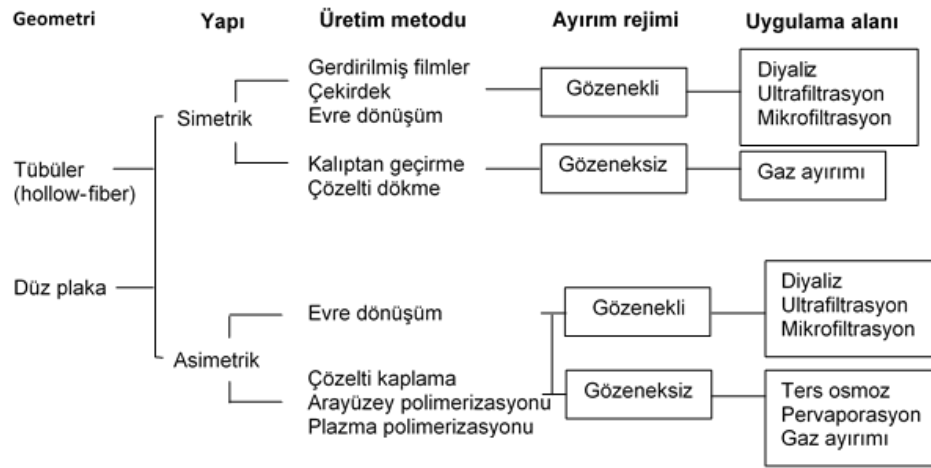 Geometri
Yapı
Üretim metodu
Ayırım rejimi
Uygulama alanı
Tübüler
(hollow-fiber)
Düz plaka
Simetrik
Asimetrik
Gerdirilmiş filmler
Çekirdek
Evre dönüşüm
Gözenekli
Diyaliz
Ultrafiltrasyon
Mikrofiltrasyon
Kalıptan geçirme
Çözelti dökme
Gözeneksiz
Gaz ayırımı
Evre dönüşüm
Gözenekli
Diyaliz
Ultrafiltrasyon
Mikrofiltrasyon
Çözelti kaplama
Arayüzey polimerizasyonu
Plazma polimerizasyonu
Gözeneksiz
Ters osmoz
Pervaporasyon
Gaz ayırımı